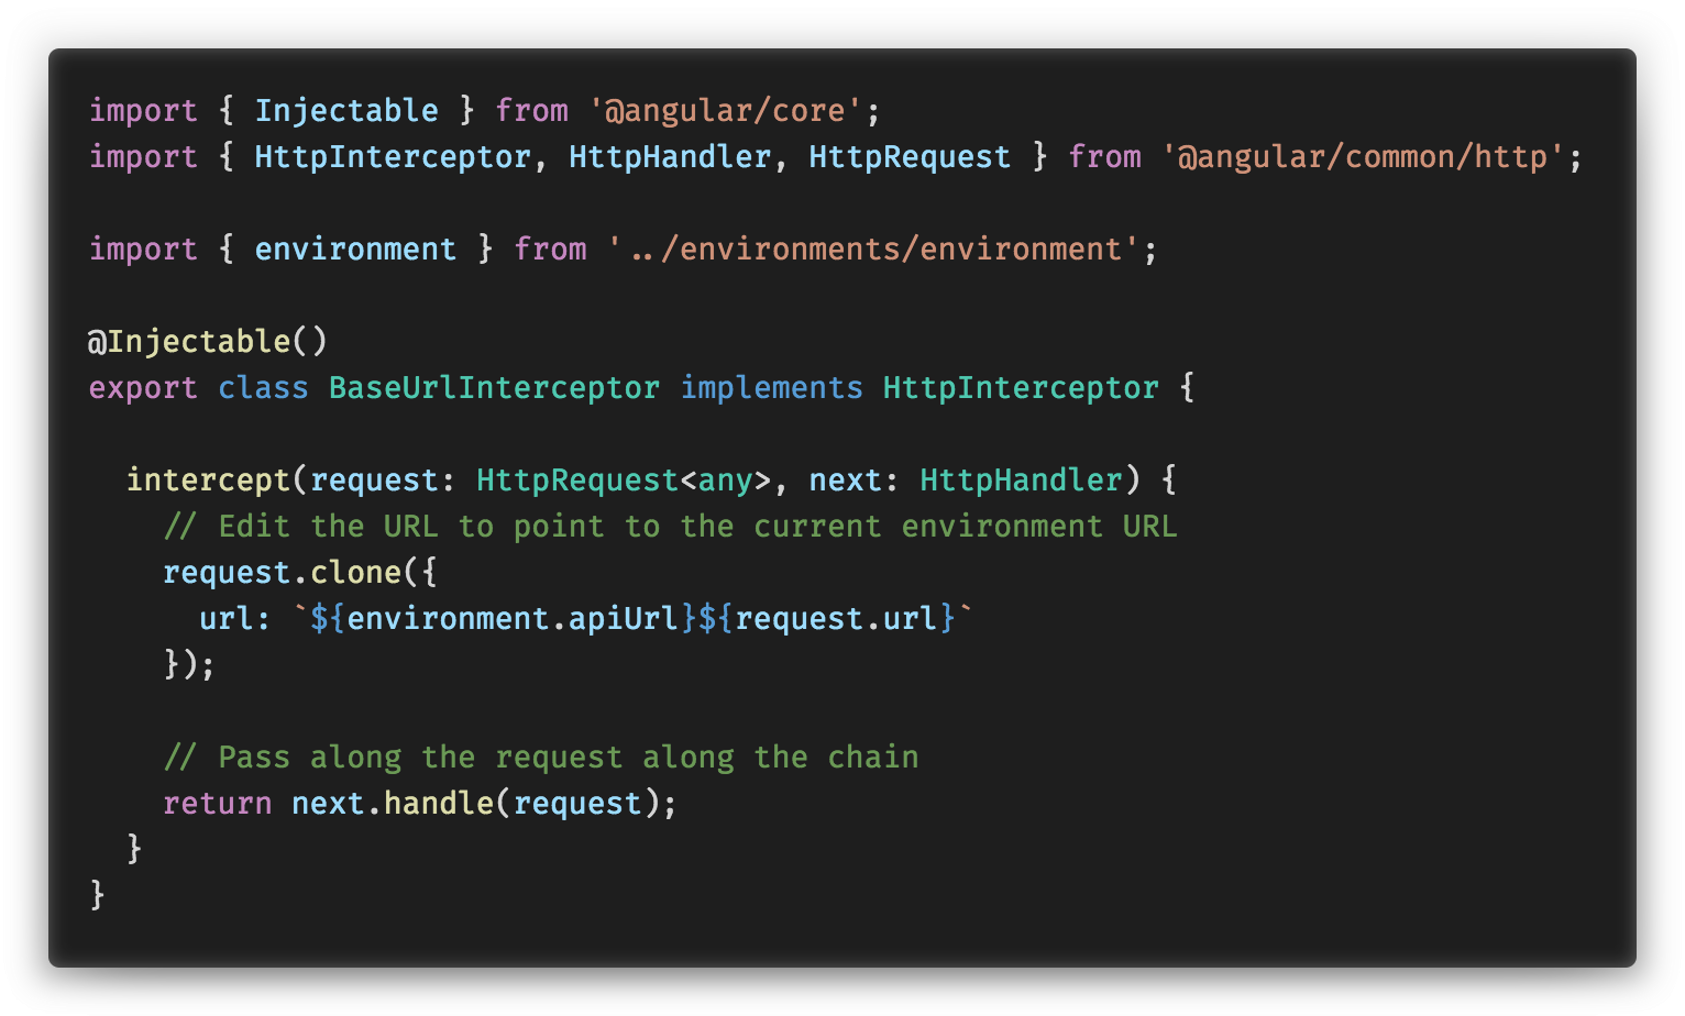 import { Injectable } from '@angular/core';
import { HttpInterceptor, HttpHandler, HttpRequest } from '@angular/common/http';

import { environment } from '../environments/environment';

@Injectable()
export class BaseUrlInterceptor implements HttpInterceptor {

  intercept(request: HttpRequest<any>, next: HttpHandler) {
    // Edit the URL to point to the current environment URL
    request.clone({
      url: `${environment.apiUrl}${request.url}`
    });

    // Pass along the request along the chain
    return next.handle(request);
  }
}